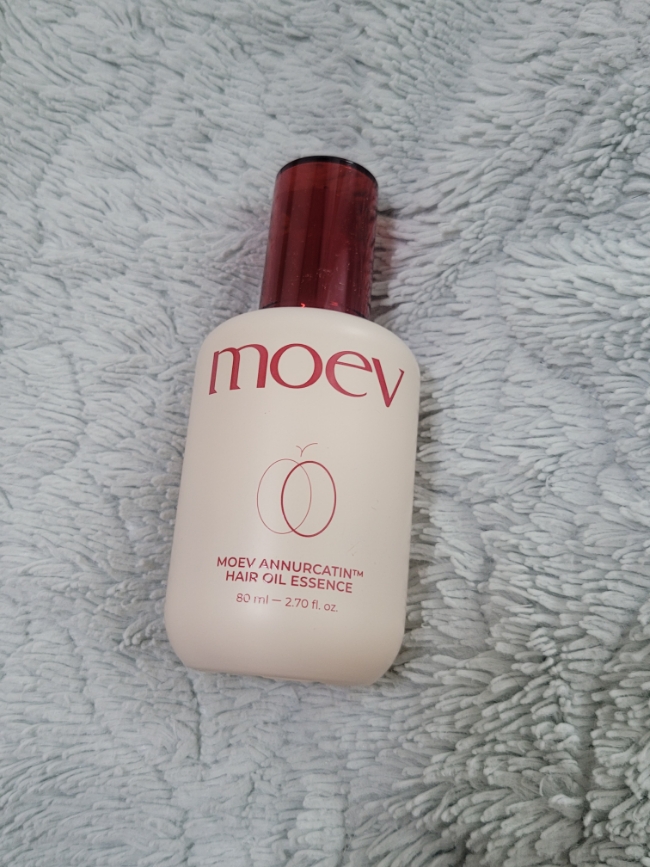 moev
MOEV ANNURCATIN™
HAIR OIL ESSENCE
80 ml — 2.70 fl. oz.